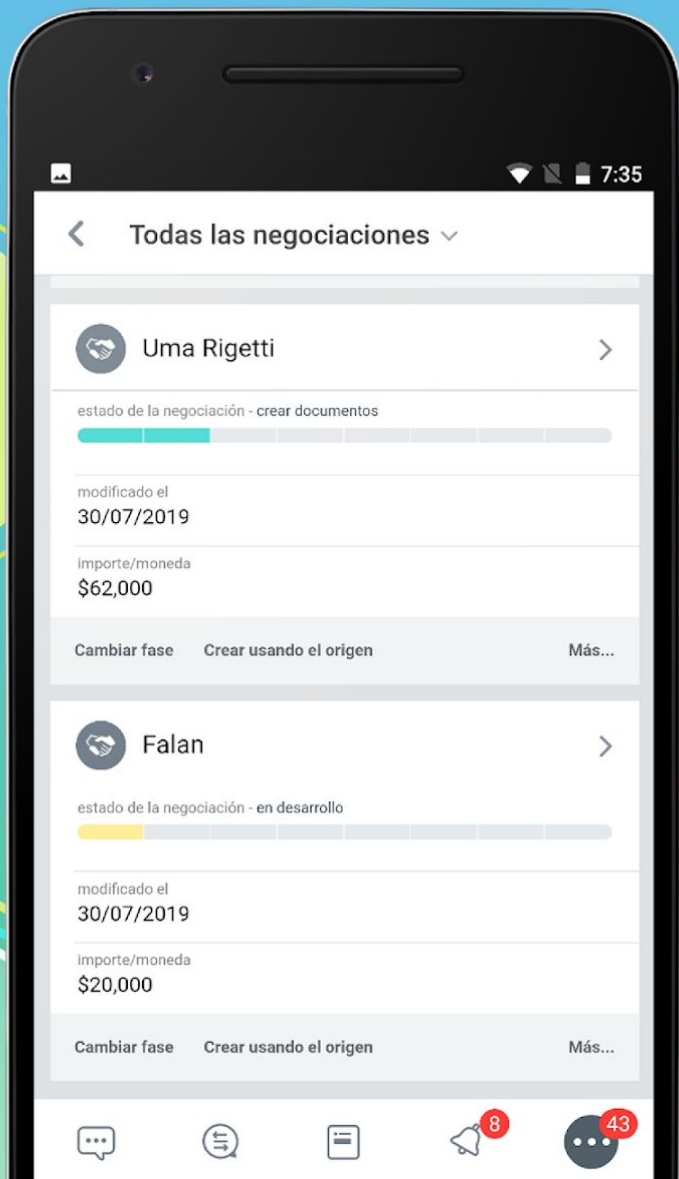 7:35
Todas las negociaciones
Uma Rigetti
estado de la negociación - crear documentos
modificado el
30/07/2019
importe/moneda
$62,000
Cambiar fase Crear usando el origen Más...
Falan
estado de la negociación - en desarrollo
modificado el
30/07/2019
importe/moneda
$20,000
Cambiar fase Crear usando el origen Más...
8 43